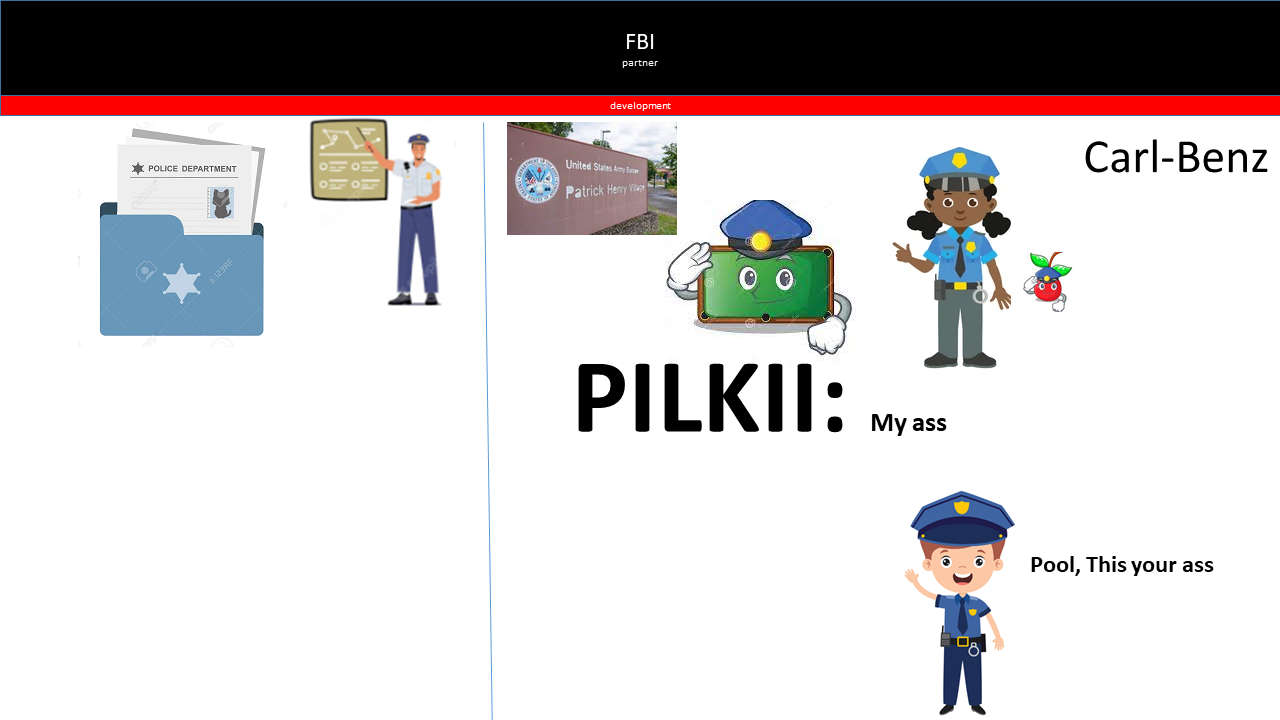 FBI
partner
development
POLICE DEPARTMENT
United States Army Europe
Patrick Henry Village
Carl-Benz
PILKII: My ass
Pool, This your ass